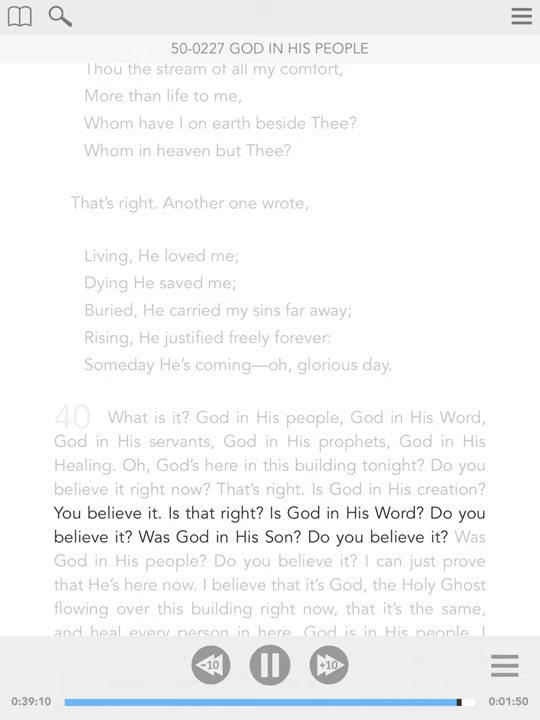 50-0227 GOD IN HIS PEOPLE
Thou the stream of all my comfort,
More than life to me,
Whom have I on earth beside Thee?
Whom in heaven but Thee?
That's right. Another one wrote,
Living, He loved me;
Dying He saved me;
Buried, He carried my sins far away;
Rising, He justified freely forever:
Someday He's coming—oh, glorious day.
40 What is it? God in His people, God in His Word,
God in His servants, God in His prophets, God in His
Healing. Oh, God's here in this building tonight? Do you
believe it right now? That's right. Is God in His creation?
You believe it. Is that right? Is God in His Word? Do you
believe it? Was God in His Son? Do you believe it? Was
God in His people? Do you believe it? I can just prove
that He's here now. I believe that it's God, the Holy Ghost
flowing over this building right now, that it's the same,
and heal every person in here. God is in His people. I
-10
+10
0:39:10
0:01:50